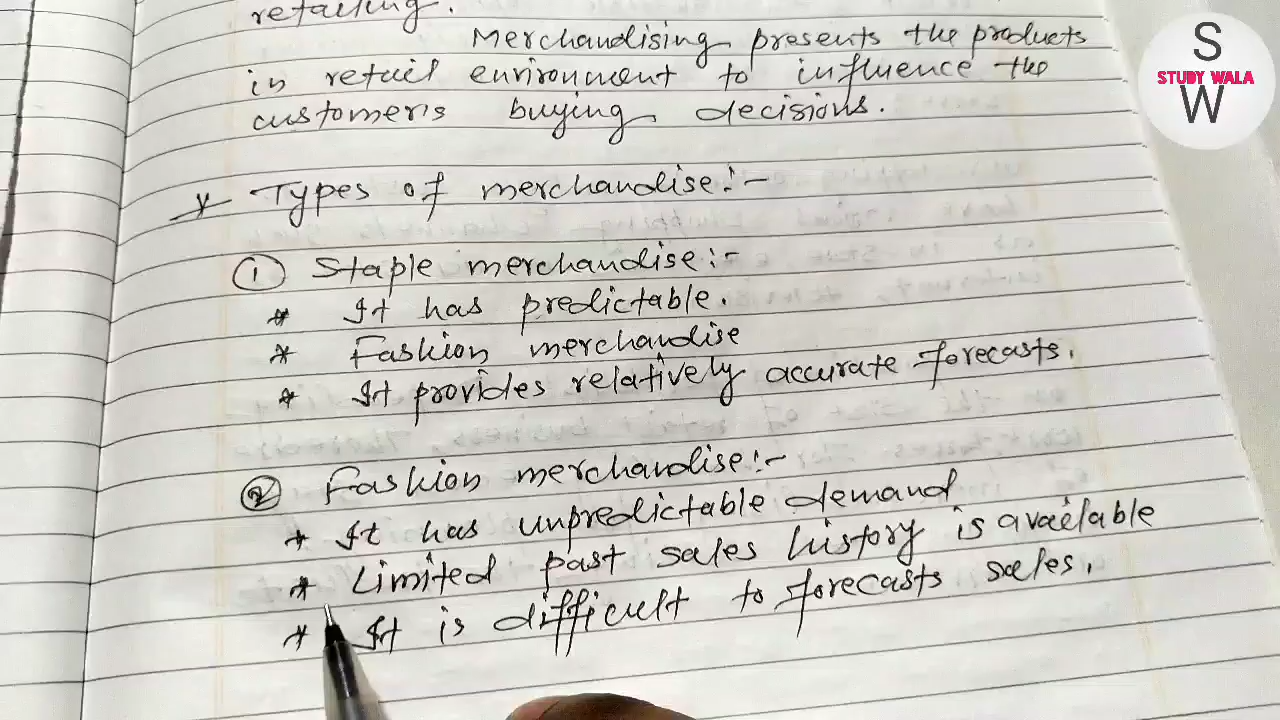 retailing.
Merchandising presents the products
in retail environment to influence the
customer's buying decisions.
* Types of merchandise:-
① Staple merchandise:-
* It has predictable.
* Fashion merchandise
* It provides relatively accurate forecasts.
② Fashion merchandise:-
* It has unpredictable demand
* Limited past sales history is available
* It is difficult to forecasts sales.
S
STUDY WALA
W